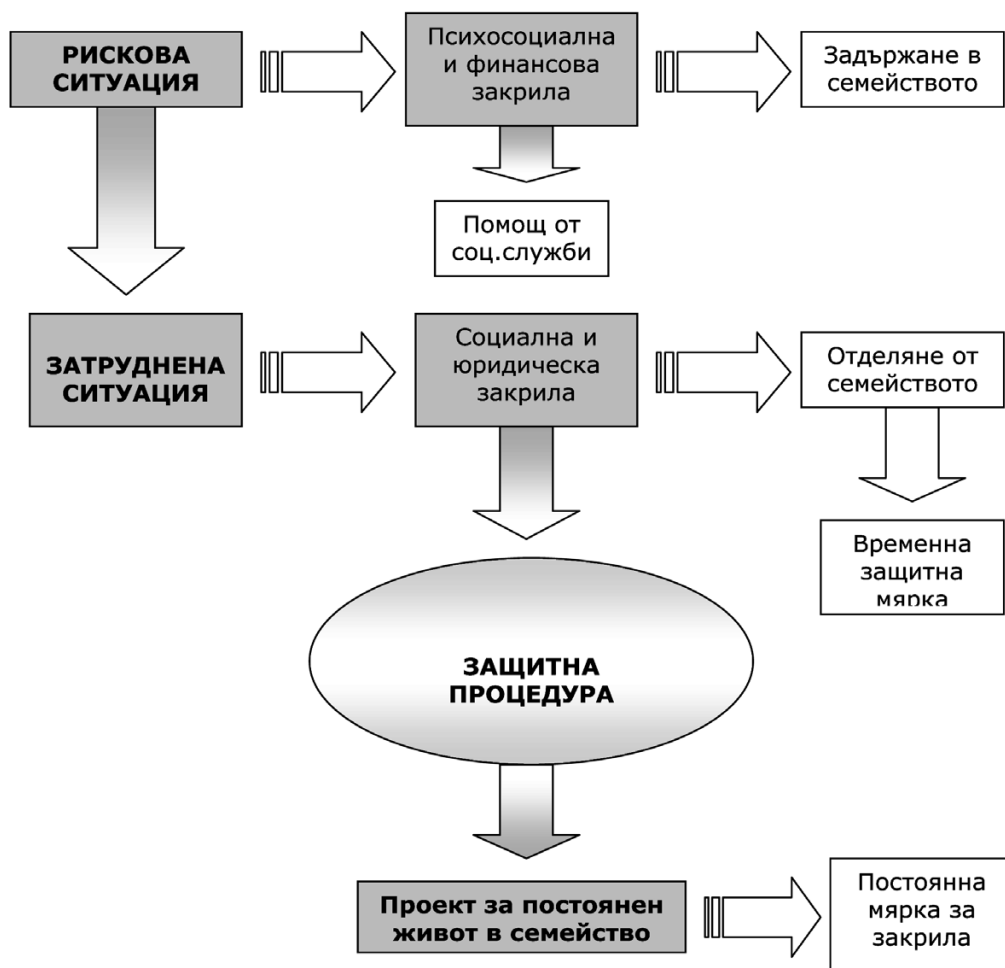 РИСКОВА
СИТУАЦИЯ
Психосоциална
и финансова
закрила
Задържане в
семейството
Помощ от
соц.служби
ЗАТРУДНЕНА
СИТУАЦИЯ
Социална и
юридическа
закрила
Отделяне от
семейството
Временна
защитна
мярка
ЗАЩИТНА
ПРОЦЕДУРА
Проект за постоянен
живот в семейство
Постоянна
мярка за
закрила